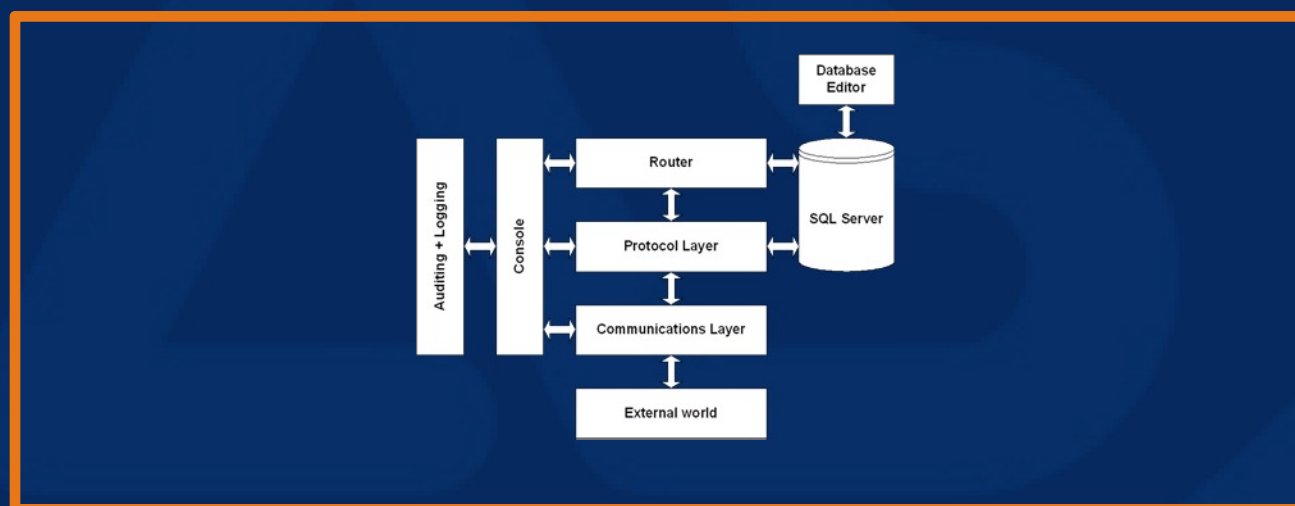 Database
Editor
Router
SQL Server
Protocol Layer
Auditing + Logging
Console
Communications Layer
External world